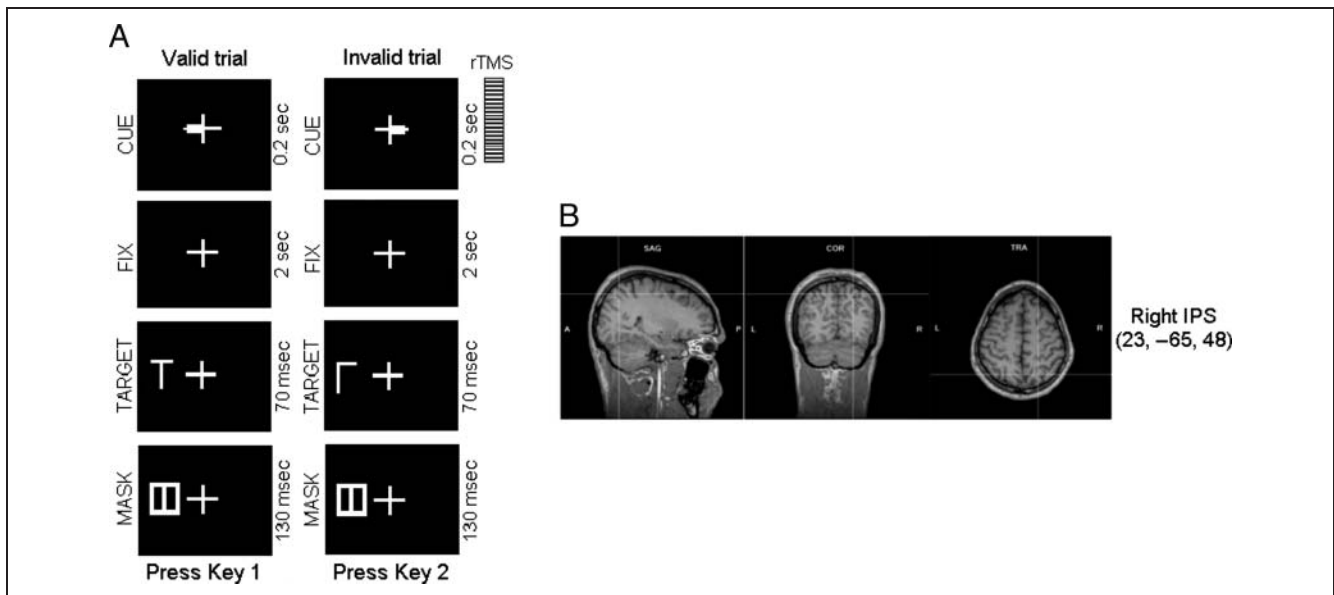 A
Valid trial
Invalid trial
rTMS
CUE
0.2 sec
CUE
0.2 sec
FIX
2 sec
FIX
2 sec
TARGET
T
70 msec
TARGET
70 msec
MASK
130 msec
MASK
130 msec
Press Key 1
Press Key 2
B
SAG
COR
TRA
A
P
L
R
L
R
Right IPS
(23, –65, 48)